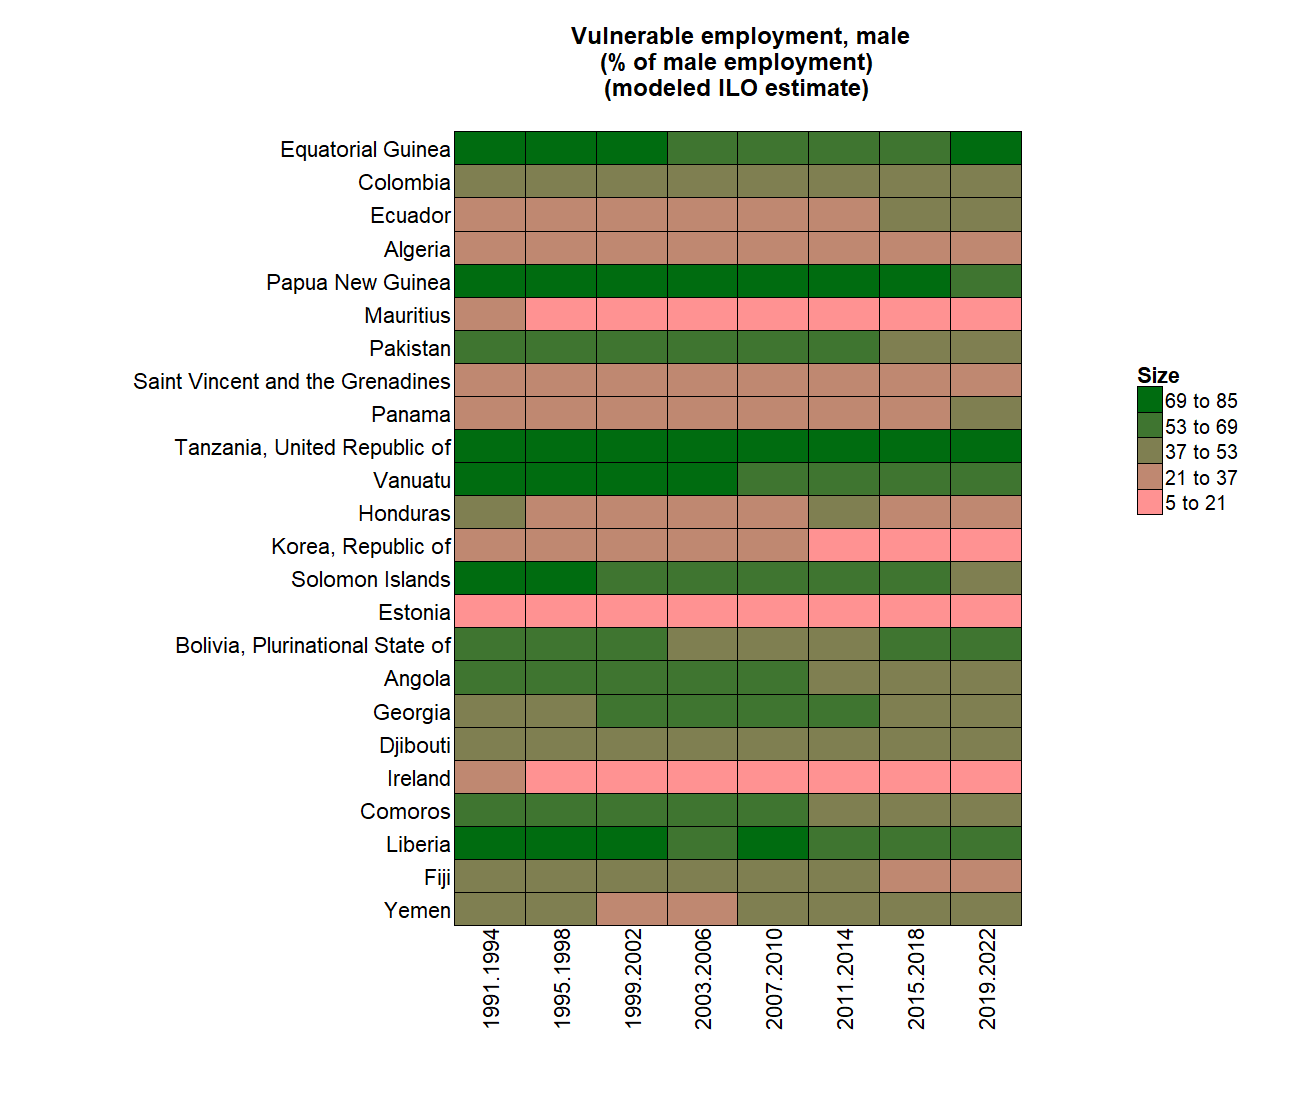 Vulnerable employment, male
(% of male employment)
(modeled ILO estimate)
Equatorial Guinea
Colombia
Ecuador
Algeria
Papua New Guinea
Mauritius
Pakistan
Saint Vincent and the Grenadines
Panama
Tanzania, United Republic of
Vanuatu
Honduras
Korea, Republic of
Solomon Islands
Estonia
Bolivia, Plurinational State of
Angola
Georgia
Djibouti
Ireland
Comoros
Liberia
Fiji
Yemen
1991.1994
1995.1998
1999.2002
2003.2006
2007.2010
2011.2014
2015.2018
2019.2022
Size
69 to 85
53 to 69
37 to 53
21 to 37
5 to 21